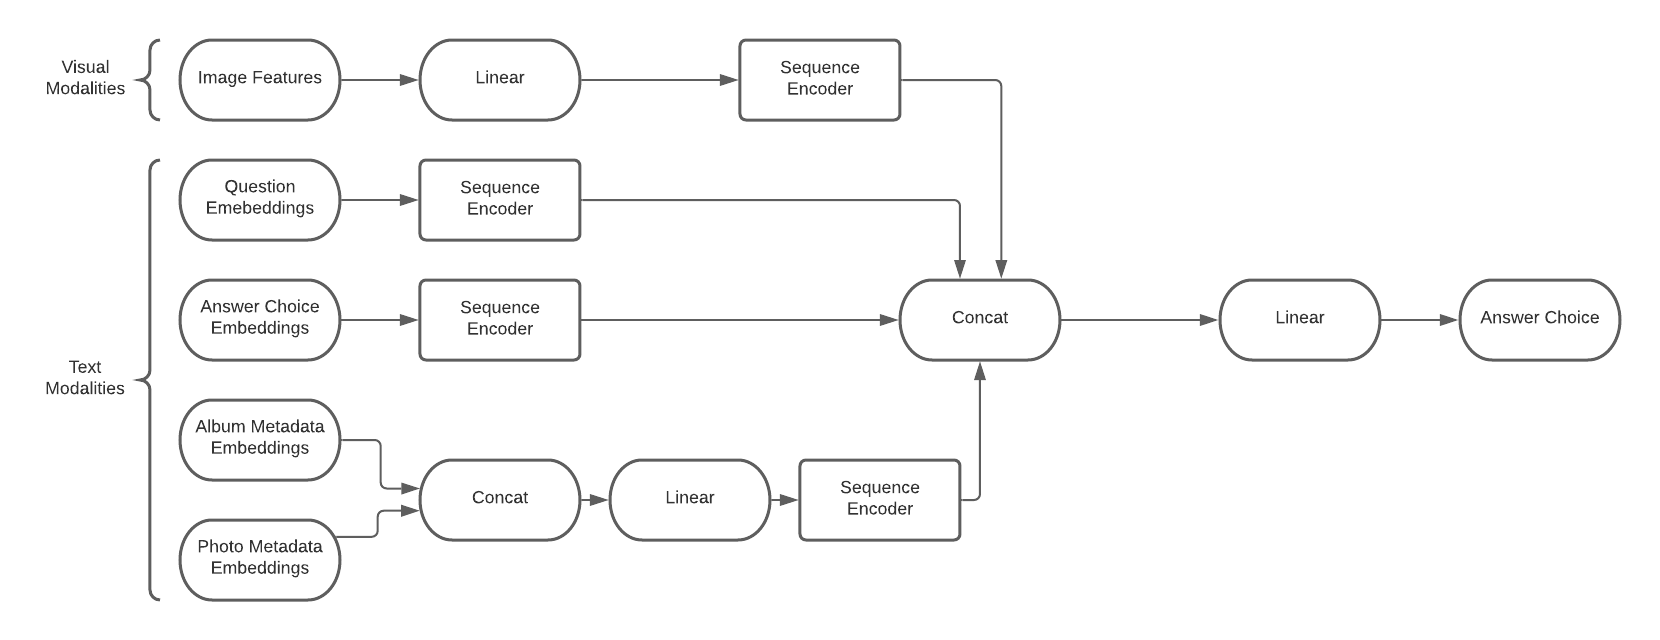 Visual
Modalities
Image Features
Linear
Sequence
Encoder
Question
Emebeddings
Sequence
Encoder
Answer Choice
Embeddings
Sequence
Encoder
Concat
Linear
Answer Choice
Text
Modalities
Album Metadata
Embeddings
Concat
Linear
Sequence
Encoder
Photo Metadata
Embeddings